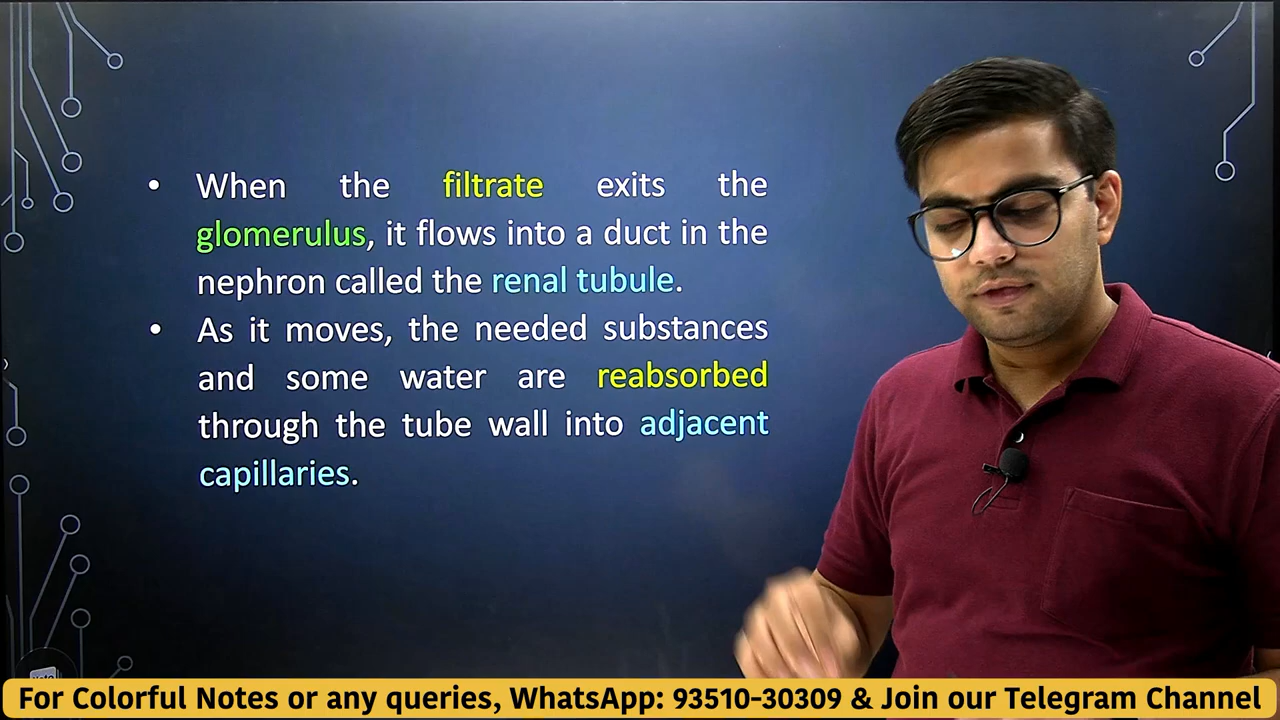 • When the filtrate exits the
glomerulus, it flows into a duct in the
nephron called the renal tubule.
• As it moves, the needed substances
and some water are reabsorbed
through the tube wall into adjacent
capillaries.
For Colorful Notes or any queries, WhatsApp: 93510-30309 & Join our Telegram Channel